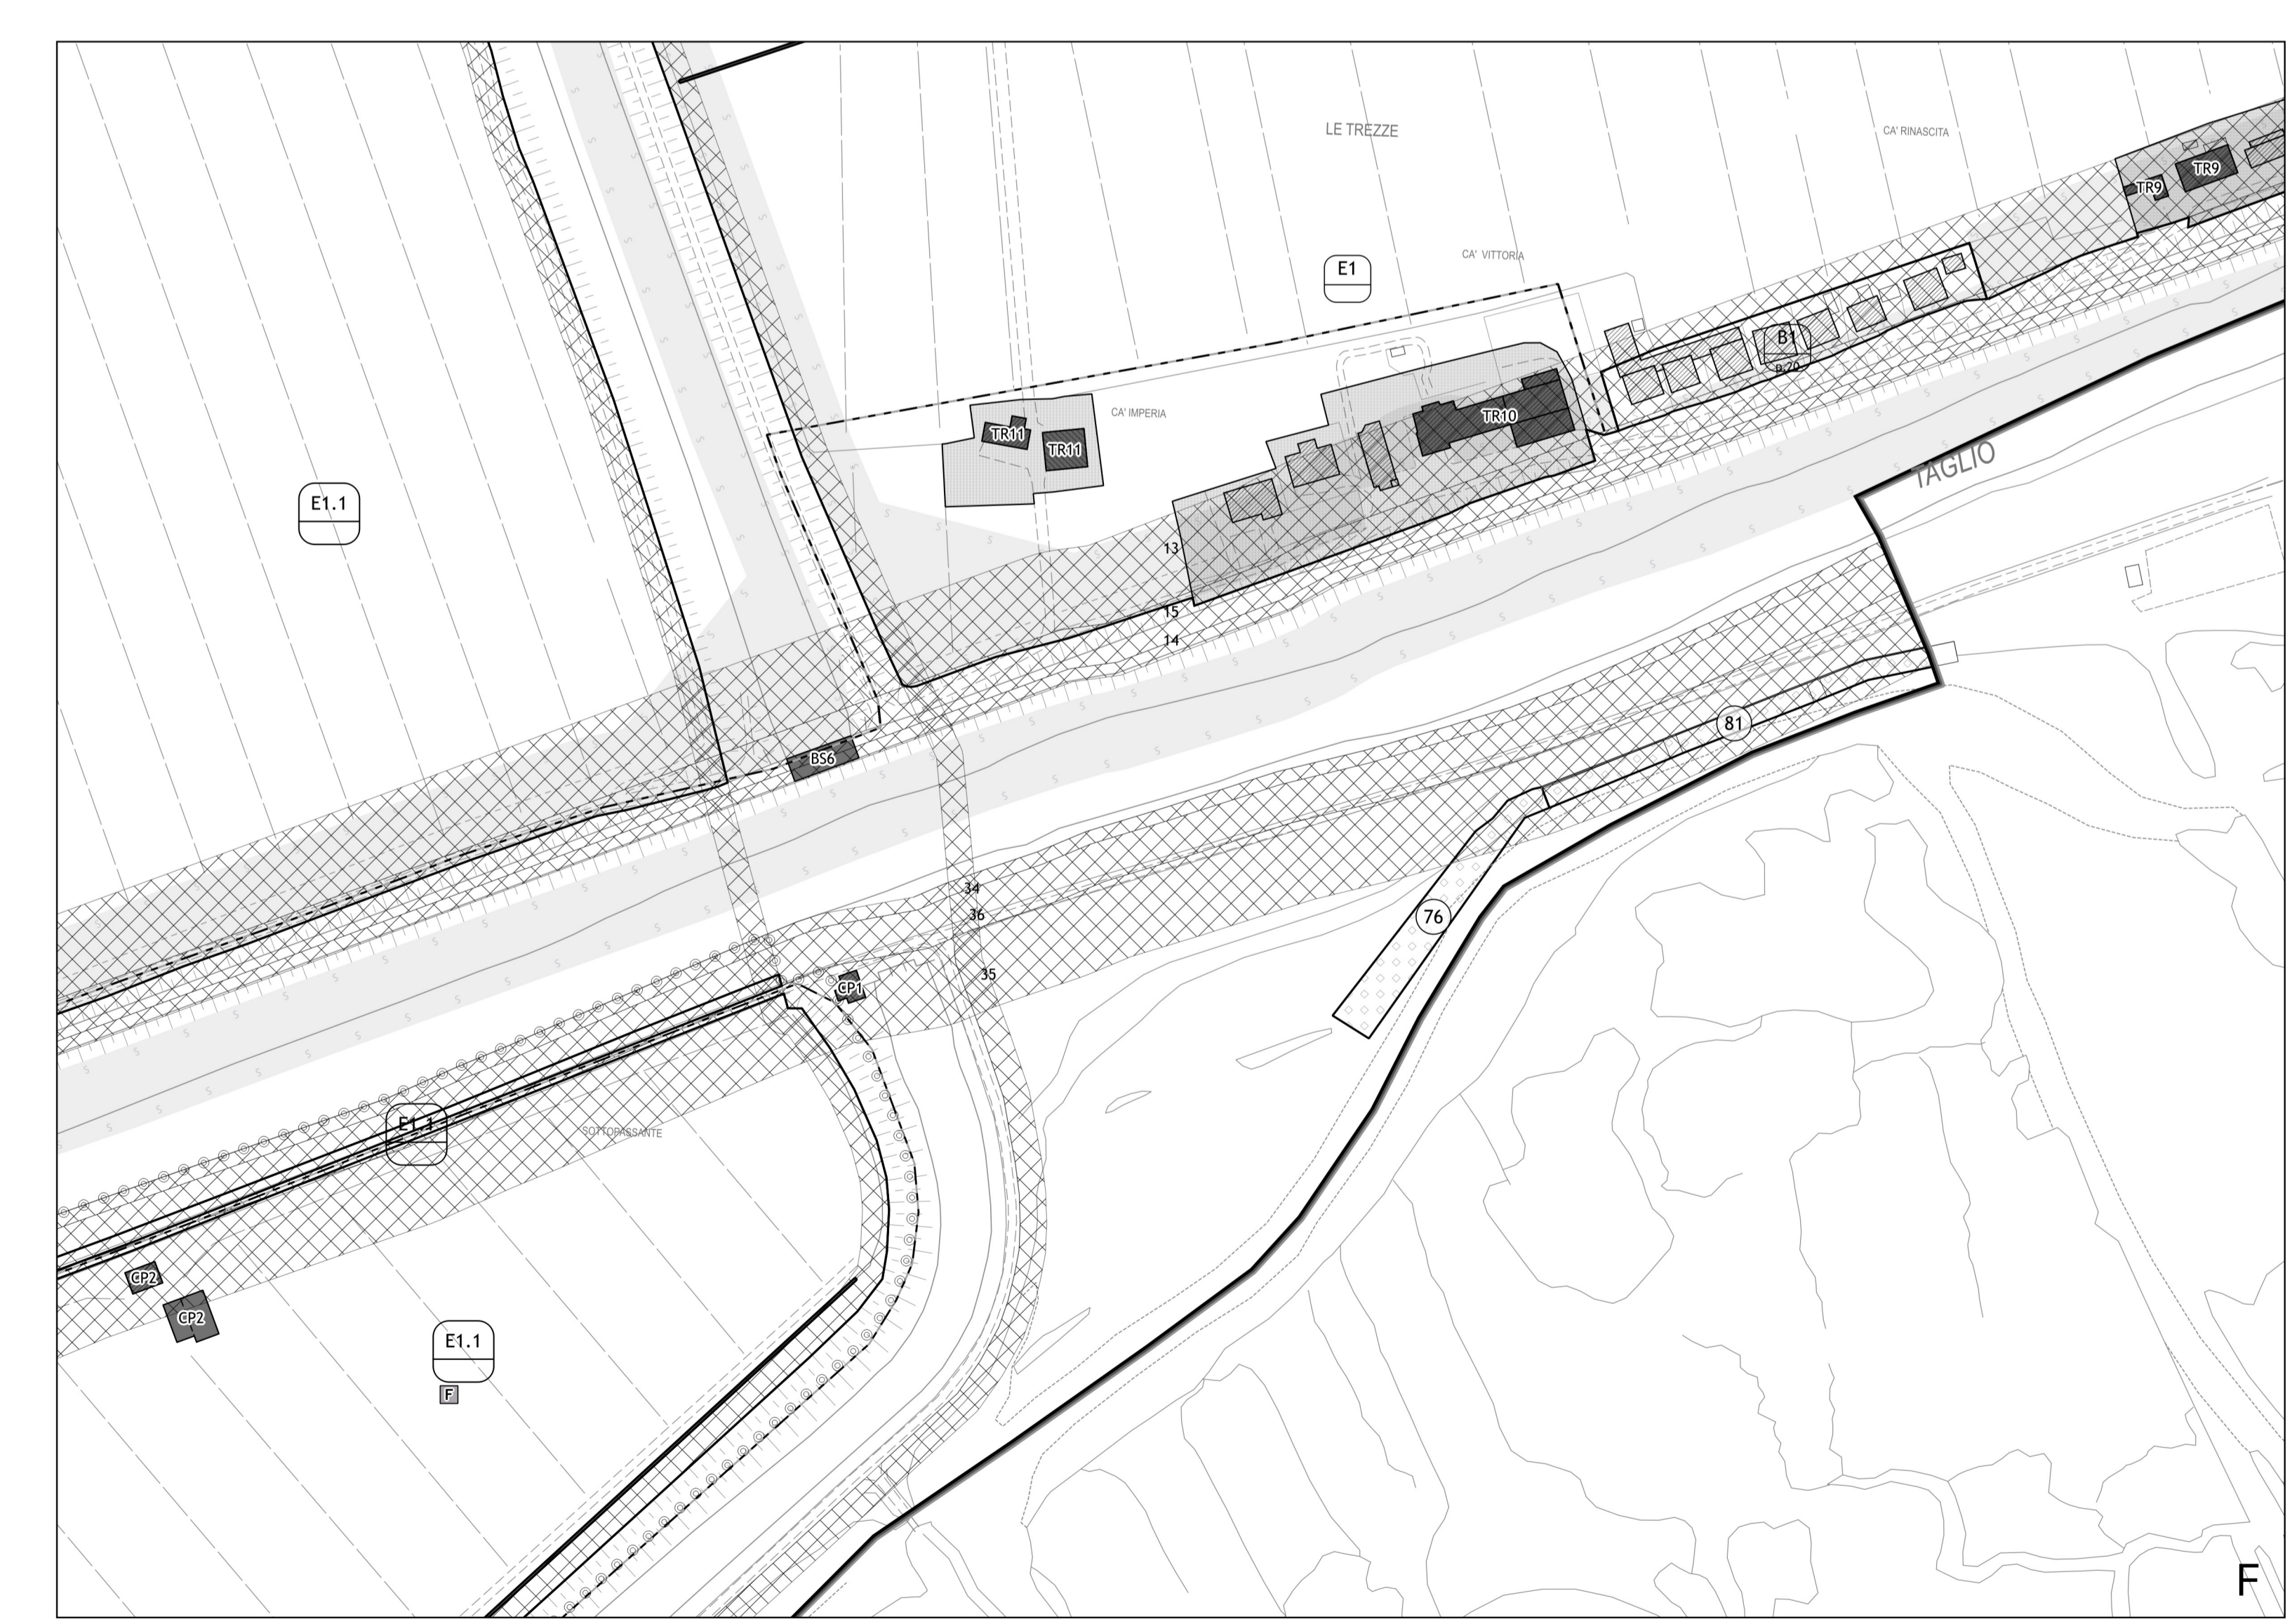 LE TREZZE
CA' RINASCITA
TR9
TR9
CA' VITTORIA
E1
B1
n.70
CA' IMPERIA
TR10
TR11
TR11
TAGLIO
E1.1
13
15
14
81
BS6
34
36
76
35
CP1
E1.1
SOTTOPASSANTE
CP2
CP2
E1.1
F
F